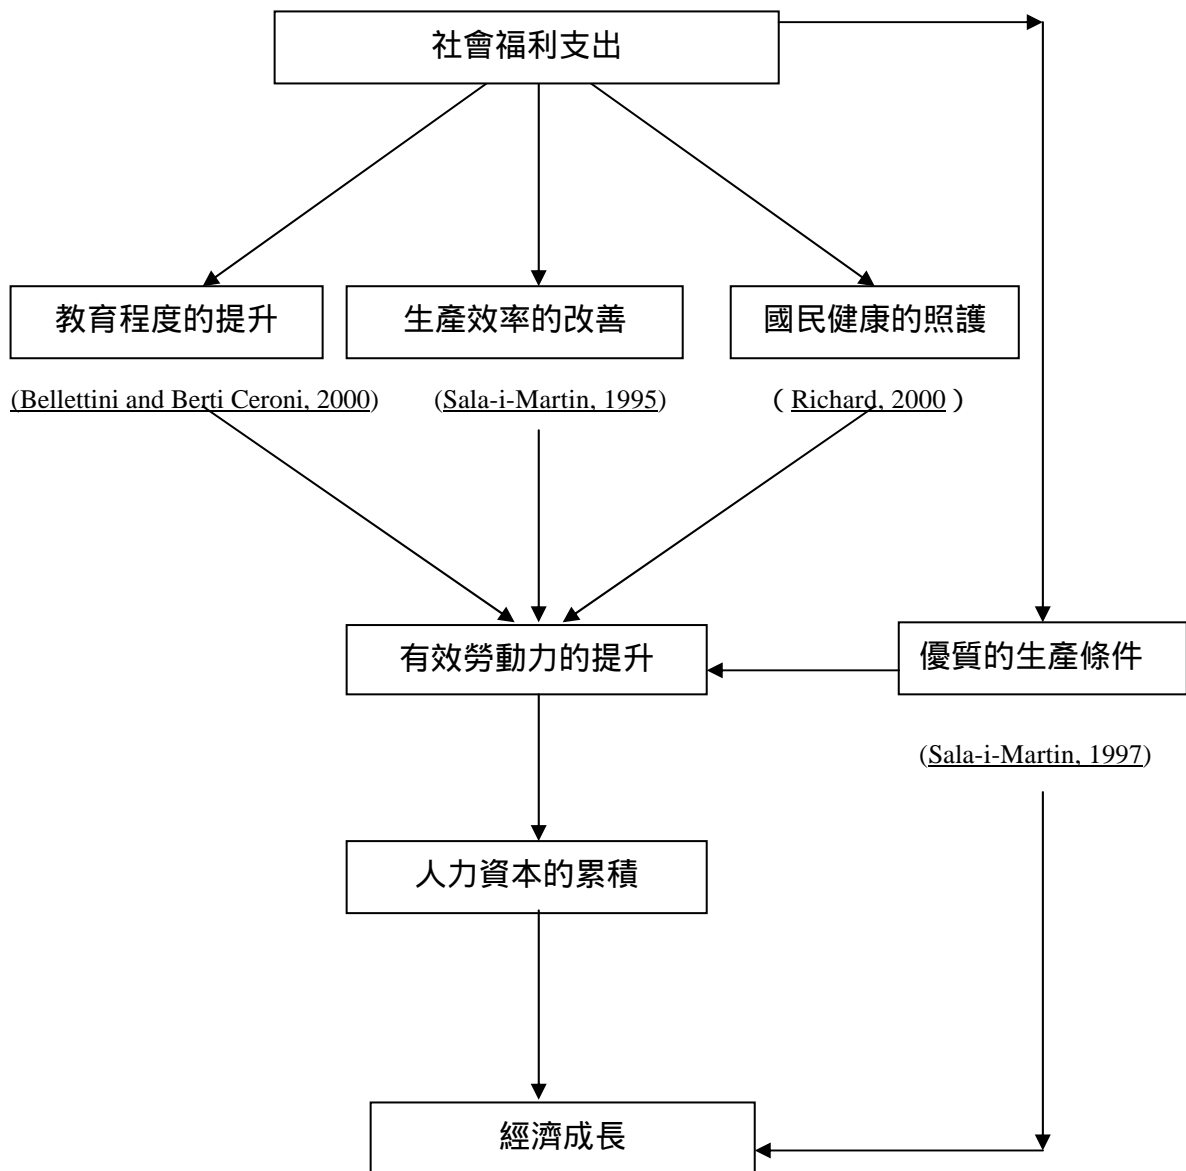 社會福利支出
教育程度的提升
生產效率的改善
國民健康的照護
(Bellettini and Berti Ceroni, 2000)
(Sala-i-Martin, 1995)
（Richard, 2000）
有效勞動力的提升
優質的生產條件
(Sala-i-Martin, 1997)
人力資本的累積
經濟成長